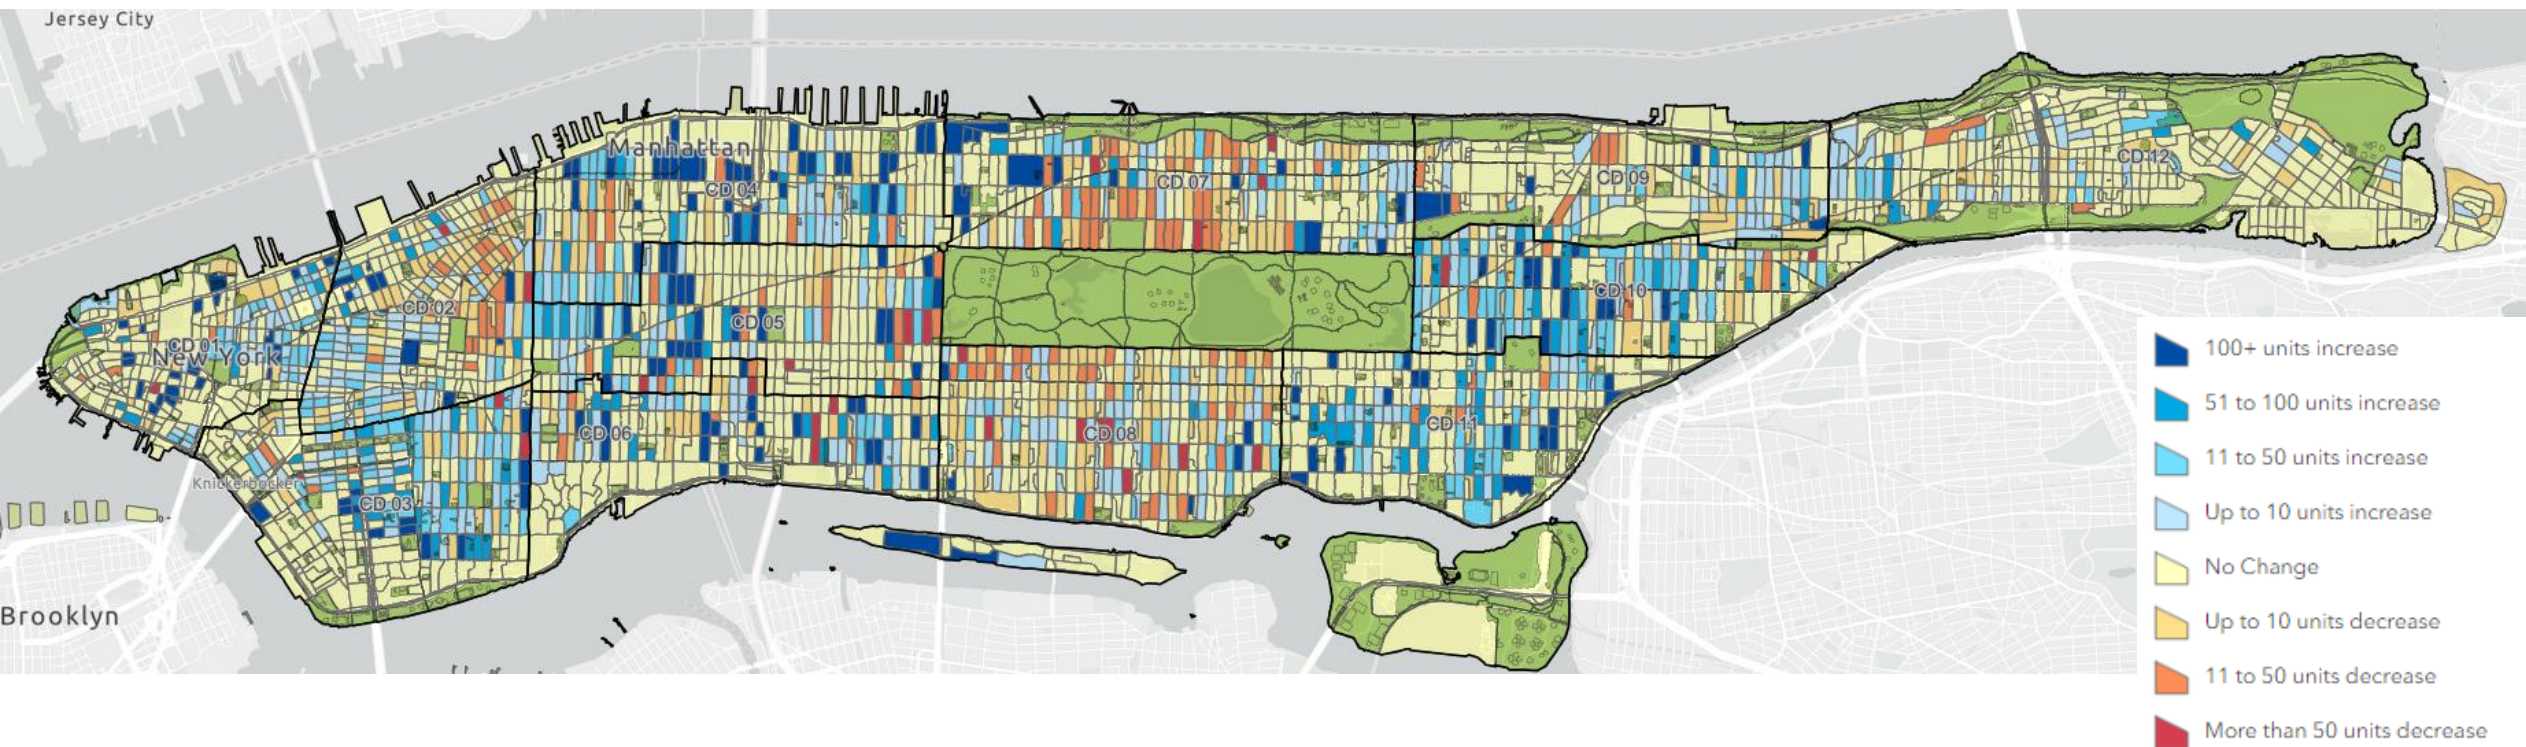 Jersey City
Manhattan
CD 04
CD 07
CD 09
CD 12
CD 02
CD 10
CD 05
CD 01
New York
CD 11
CD 06
CD 08
Knickerbocker
CD 03
Brooklyn
100+ units increase
51 to 100 units increase
11 to 50 units increase
Up to 10 units increase
No Change
Up to 10 units decrease
11 to 50 units decrease
More than 50 units decrease